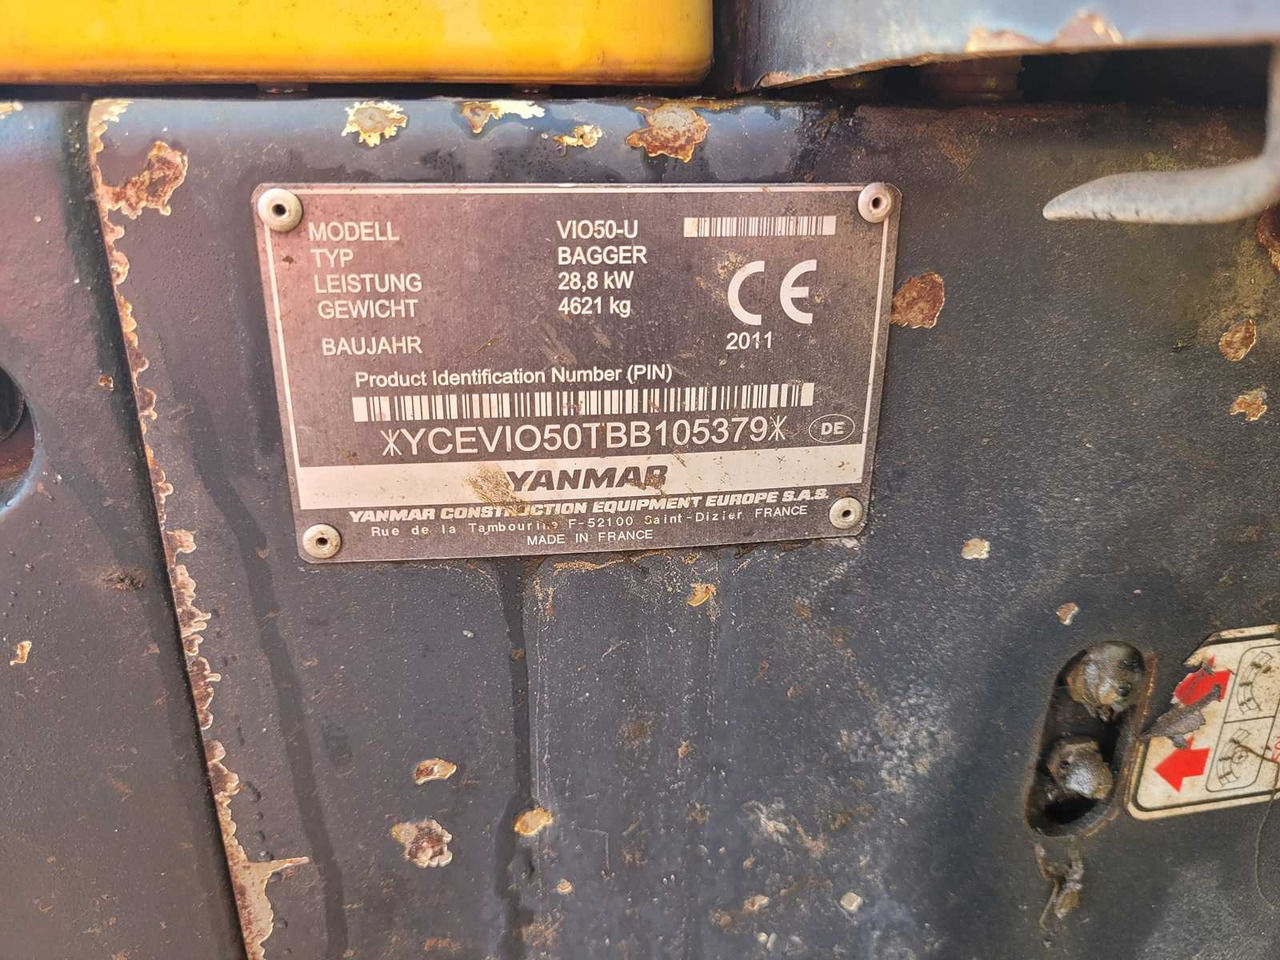 MODELL VIO50-U
TYP BAGGER
LEISTUNG 28,8 kW
GEWICHT 4621 kg
CE
BAUJAHR 2011
Product Identification Number (PIN)
*YCEVIO50TBB105379* DE
YANMAR
YANMAR CONSTRUCTION EQUIPMENT EUROPE S.A.S.
Rue de la Tambourine F-52100 Saint-Dizier FRANCE
MADE IN FRANCE